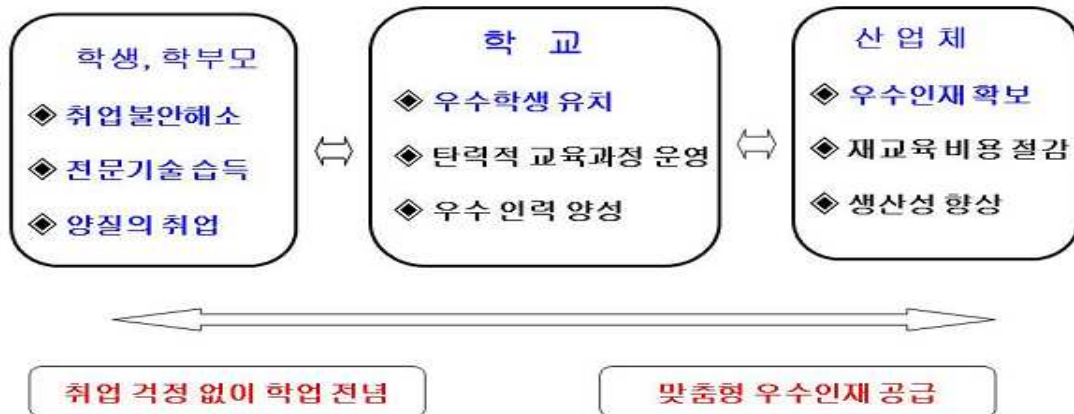 학생, 학부모
◈ 취업불안해소
◈ 전문기술습득
◈ 양질의 취업
학 교
◈ 우수학생 유치
◈ 탄력적 교육과정 운영
◈ 우수 인력 양성
산 업 체
◈ 우수인재 확보
◈ 재교육 비용 절감
◈ 생산성 향상
취업 걱정 없이 학업 전념
맞춤형 우수인재 공급